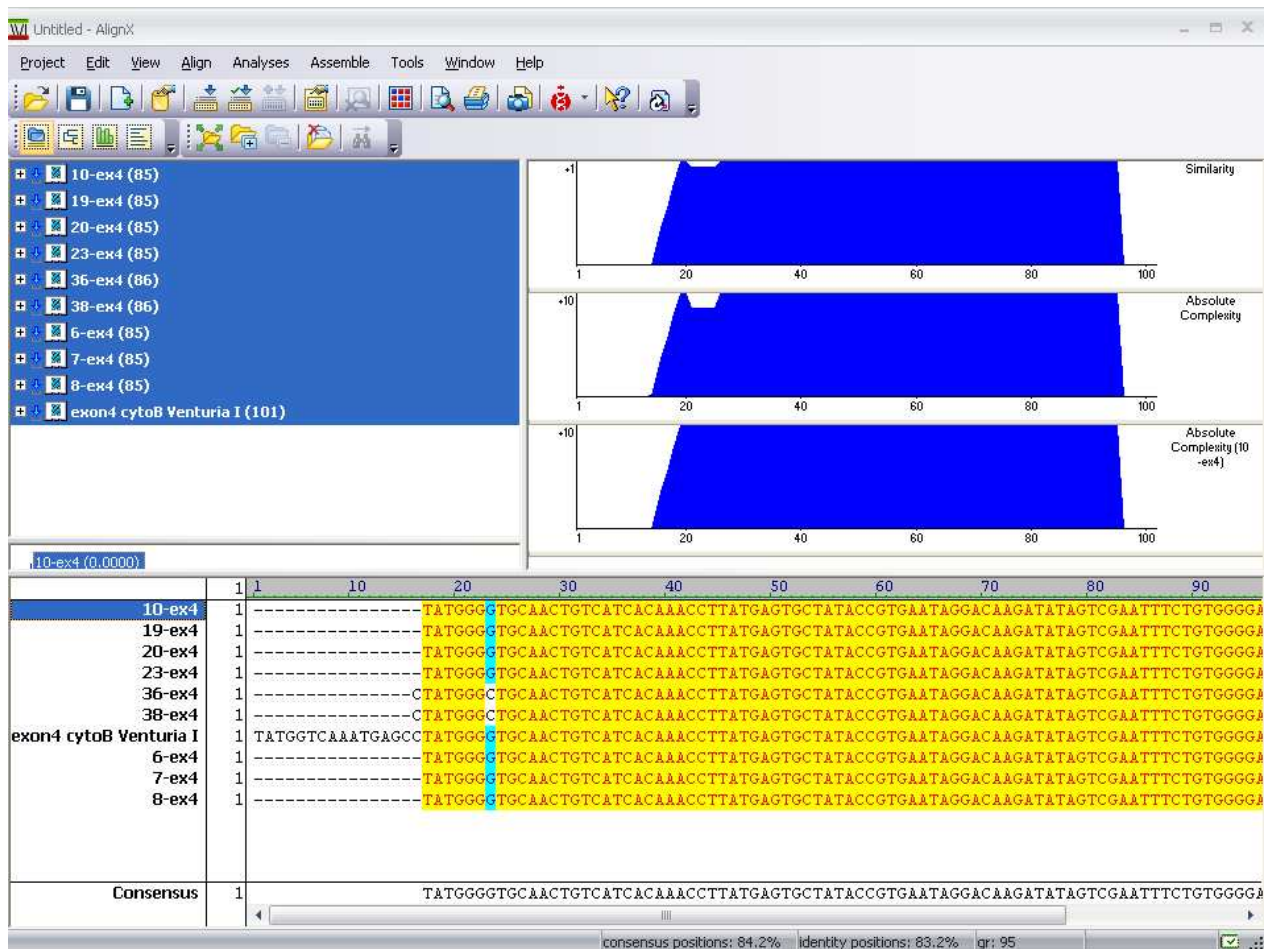 Untitled - AlignX
Project Edit View Align Analyses Assemble Tools Window Help
10-ex4 (85)
19-ex4 (85)
20-ex4 (85)
23-ex4 (85)
36-ex4 (86)
38-ex4 (86)
6-ex4 (85)
7-ex4 (85)
8-ex4 (85)
exon4 cytoB Venturia I (101)
10-ex4 (0.0000)
+1
Similarity
1 20 40 60 80 100
+10
Absolute
Complexity
1 20 40 60 80 100
+10
Absolute
Complexity (10
-ex4)
1 20 40 60 80 100
1 1 10 20 30 40 50 60 70 80 90
10-ex4 1 ----------------TATGGGGTGCAACTGTCATCACAAACCTTATGAGTGCTATACCGTGAATAGGACAAGATATAGTCGAATTTCTGTGGGGA
19-ex4 1 ----------------TATGGGGTGCAACTGTCATCACAAACCTTATGAGTGCTATACCGTGAATAGGACAAGATATAGTCGAATTTCTGTGGGGA
20-ex4 1 ----------------TATGGGGTGCAACTGTCATCACAAACCTTATGAGTGCTATACCGTGAATAGGACAAGATATAGTCGAATTTCTGTGGGGA
23-ex4 1 ----------------TATGGGGTGCAACTGTCATCACAAACCTTATGAGTGCTATACCGTGAATAGGACAAGATATAGTCGAATTTCTGTGGGGA
36-ex4 1 ---------------CTATGGGCTGCAACTGTCATCACAAACCTTATGAGTGCTATACCGTGAATAGGACAAGATATAGTCGAATTTCTGTGGGGA
38-ex4 1 ---------------CTATGGGCTGCAACTGTCATCACAAACCTTATGAGTGCTATACCGTGAATAGGACAAGATATAGTCGAATTTCTGTGGGGA
exon4 cytoB Venturia I 1 TATGGTCAAATGAGCCTATGGGGTGCAACTGTCATCACAAACCTTATGAGTGCTATACCGTGAATAGGACAAGATATAGTCGAATTTCTGTGGGGA
6-ex4 1 ----------------TATGGGGTGCAACTGTCATCACAAACCTTATGAGTGCTATACCGTGAATAGGACAAGATATAGTCGAATTTCTGTGGGGA
7-ex4 1 ----------------TATGGGGTGCAACTGTCATCACAAACCTTATGAGTGCTATACCGTGAATAGGACAAGATATAGTCGAATTTCTGTGGGGA
8-ex4 1 ----------------TATGGGGTGCAACTGTCATCACAAACCTTATGAGTGCTATACCGTGAATAGGACAAGATATAGTCGAATTTCTGTGGGGA
Consensus 1 TATGGGGTGCAACTGTCATCACAAACCTTATGAGTGCTATACCGTGAATAGGACAAGATATAGTCGAATTTCTGTGGGGA
consensus positions: 84.2% identity positions: 83.2% gr: 95